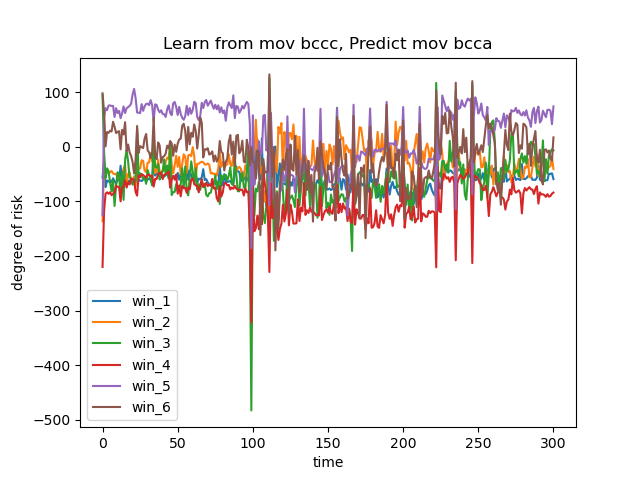 Learn from mov bccc, Predict mov bcca
degree of risk
100
0
−100
−200
−300
−400
−500
win_1
win_2
win_3
win_4
win_5
win_6
0 50 100 150 200 250 300
time